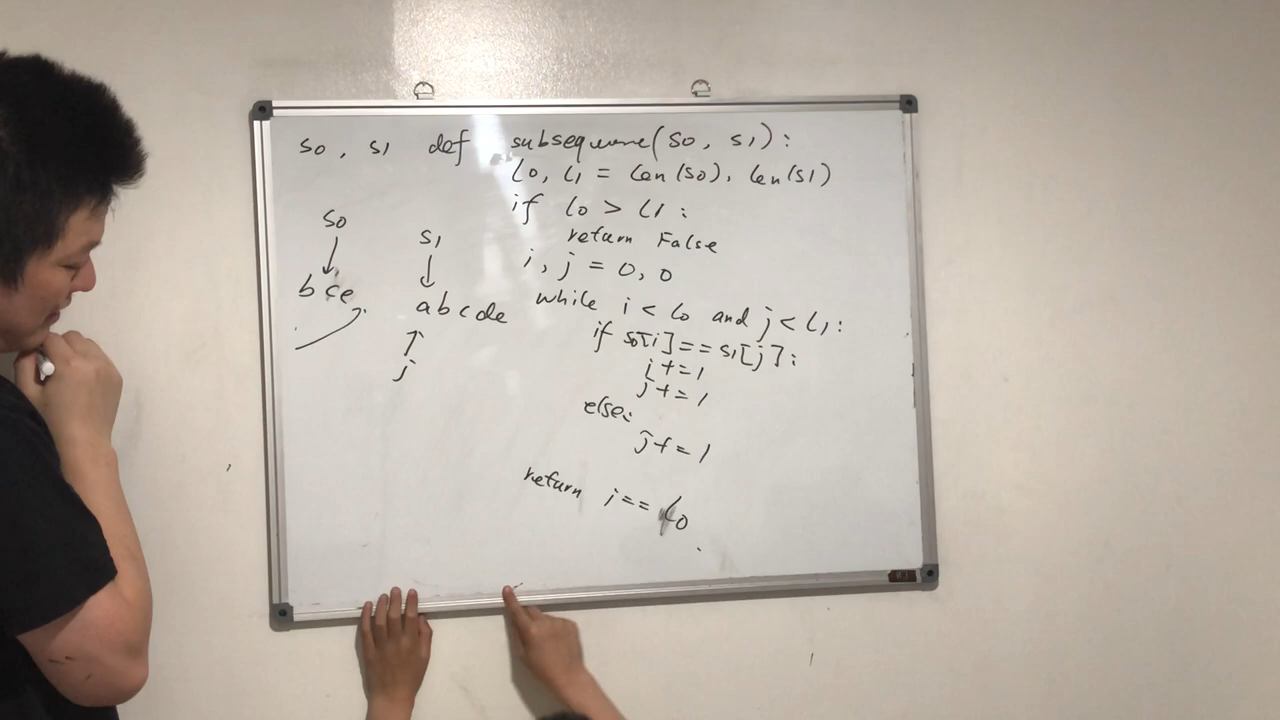 s0, s1 def subsequence(s0, s1):
l0, l1 = len(s0), len(s1)
if l0 > l1:
return False
i, j = 0, 0
while i < l0 and j < l1:
if s0[i] == s1[j]:
i += 1
j += 1
else:
j += 1
return i == l0
s0
bce
s1
abcde
j